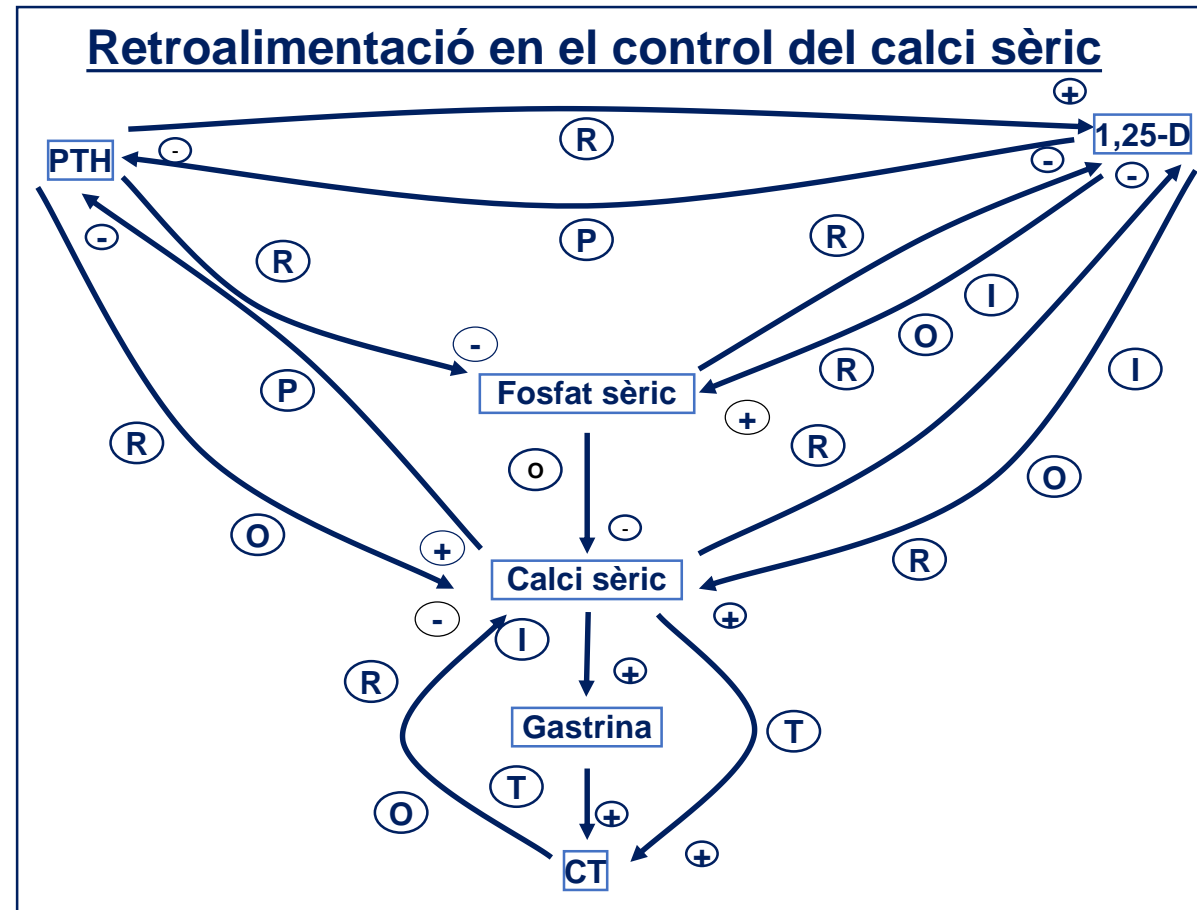 Retroalimentació en el control del calci sèric
+
R
1,25-D
-
PTH
-
-
P
R
-
R
I
O
-
R
I
P
Fosfat sèric
+
R
R
O
O
O
-
+
R
Calci sèric
-
+
I
+
R
Gastrina
T
T
O
+
+
CT